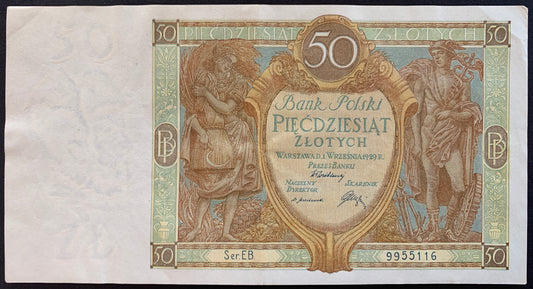 50 PIĘĆDZIESIĄT 50 ZŁOTYCH 50
Bank Polski
PIĘĆDZIESIĄT
ZŁOTYCH
WARSZAWA D. 1 WRZEŚNIA 1929 R.
PREZES BANKU
NACZELNY SKARBNIK
DYREKTOR
BP BP
50 Ser. EB 9955116 50